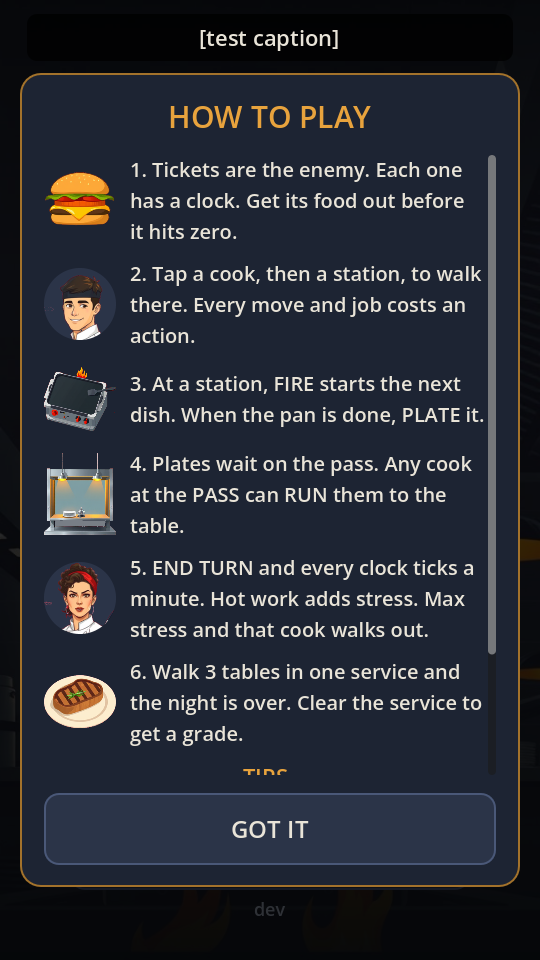 [test caption]
HOW TO PLAY
1. Tickets are the enemy. Each one
has a clock. Get its food out before
it hits zero.
2. Tap a cook, then a station, to walk
there. Every move and job costs an
action.
3. At a station, FIRE starts the next
dish. When the pan is done, PLATE it.
4. Plates wait on the pass. Any cook
at the PASS can RUN them to the
table.
5. END TURN and every clock ticks a
minute. Hot work adds stress. Max
stress and that cook walks out.
6. Walk 3 tables in one service and
the night is over. Clear the service to
get a grade.
TIPS
GOT IT
dev